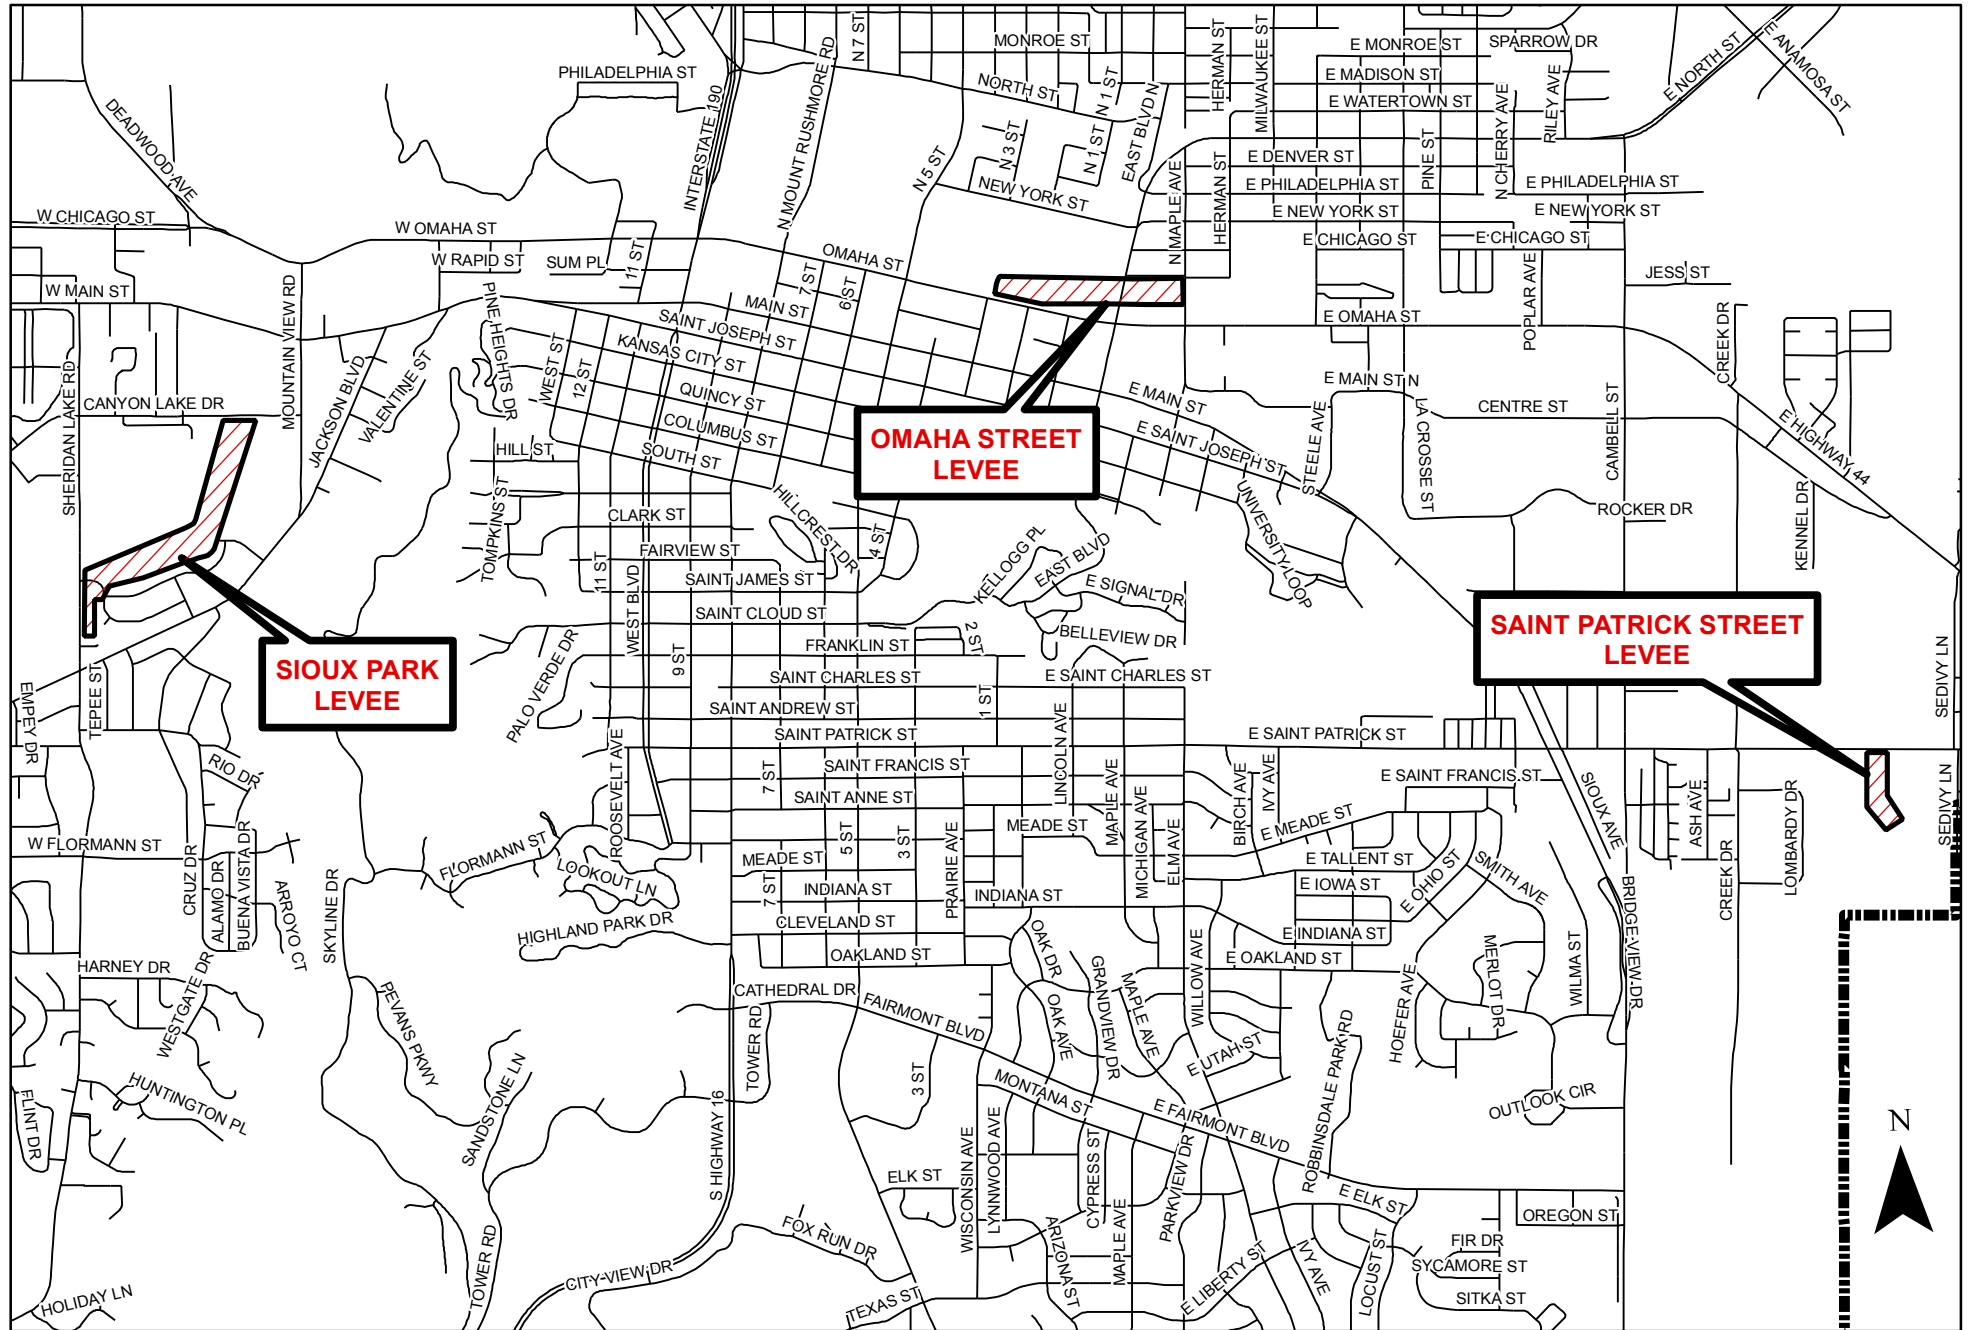 MONROE ST
N 7 ST
N MOUNT RUSHMORE RD
HERMAN ST
MILWAUKEE ST
E MONROE ST
SPARROW DR
E NORTH ST
E ANAMOSA ST
PHILADELPHIA ST
INTERSTATE 190
NORTH ST
N 1 ST
EAST BLVD N
E MADISON ST
E WATERTOWN ST
N CHERRY AVE
RILEY AVE
DEADWOOD AVE
N 5 ST
N 3 ST
N 1 ST
NEW YORK ST
N MAPLE AVE
HERMAN ST
E DENVER ST
PINE ST
E PHILADELPHIA ST
E PHILADELPHIA ST
E NEW YORK ST
E NEW YORK ST
E CHICAGO ST
E CHICAGO ST
W CHICAGO ST
W OMAHA ST
W RAPID ST
SUM PL
11 ST
OMAHA ST
7 ST
6 ST
MAIN ST
JESS ST
POPLAR AVE
W MAIN ST
MOUNTAIN VIEW RD
PINE HEIGHTS DR
SAINT JOSEPH ST
KANSAS CITY ST
QUINCY ST
COLUMBUS ST
SOUTH ST
WEST ST
12 ST
E OMAHA ST
CREEK DR
SHERIDAN LAKE RD
CANYON LAKE DR
JACKSON BLVD
VALENTINE ST
HILL ST
TOMPKINS ST
OMAHA STREET
LEVEE
E MAIN ST
E SAINT JOSEPH ST
E MAIN ST N
STEELE AVE
LA CROSSE ST
CENTRE ST
CAMBELL ST
E HIGHWAY 44
ROCKER DR
KENNEL DR
CLARK ST
HILLCREST DR
4 ST
UNIVERSITY LOOP
FAIRVIEW ST
11 ST
WEST BLVD
SAINT JAMES ST
KELLOGG PL
EAST BLVD
E SIGNAL DR
SAINT CLOUD ST
BELLEVIEW DR
SIOUX PARK
LEVEE
SAINT PATRICK STREET
LEVEE
PALO VERDE DR
9 ST
FRANKLIN ST
2 ST
SAINT CHARLES ST
E SAINT CHARLES ST
1 ST
SAINT ANDREW ST
SAINT PATRICK ST
E SAINT PATRICK ST
SEDIVY LN
EMPEY DR
TEPEE ST
RIO DR
ROOSEVELT AVE
7 ST
SAINT FRANCIS ST
SAINT ANNE ST
LINCOLN AVE
MAPLE AVE
MICHIGAN AVE
BIRCH AVE
IVY AVE
E SAINT FRANCIS ST
SIOUX AVE
ASH AVE
LOMBARDY DR
SEDIVY LN
W FLORMANN ST
CRUZ DR
ALAMO DR
BUENA VISTA DR
ARROYO CT
SKYLINE DR
FLORMANN ST
LOOKOUT LN
MEADE ST
5 ST
3 ST
7 ST
PRAIRIE AVE
MEADE ST
ELM AVE
E MEADE ST
E TALLENT ST
E IOWA ST
E OHIO ST
SMITH AVE
INDIANA ST
INDIANA ST
E INDIANA ST
BRIDGE VIEW DR
CREEK DR
HIGHLAND PARK DR
CLEVELAND ST
OAKLAND ST
OAK DR
GRANDVIEW DR
MAPLE AVE
WILLOW AVE
E OAKLAND ST
HOEFER AVE
MERLOT DR
WILMA ST
HARNEY DR
WESTGATE DR
PEVANS PKWY
CATHEDRAL DR
FAIRMONT BLVD
TOWER RD
OAK AVE
E UTAH ST
ROBBINSDALE PARK RD
FLINT DR
HUNTINGTON PL
SANDSTONE LN
S HIGHWAY 16
3 ST
MONTANA ST
E FAIRMONT BLVD
OUTLOOK CIR
N
ELK ST
WISCONSIN AVE
LYNNWOOD AVE
CYPRESS ST
MAPLE AVE
PARKVIEW DR
E ELK ST
OREGON ST
HOLIDAY LN
TOWER RD
CITY VIEW DR
FOX RUN DR
TEXAS ST
ARIZONA ST
E LIBERTY ST
IVY AVE
LOCUST ST
FIR DR
SYCAMORE ST
SITKA ST